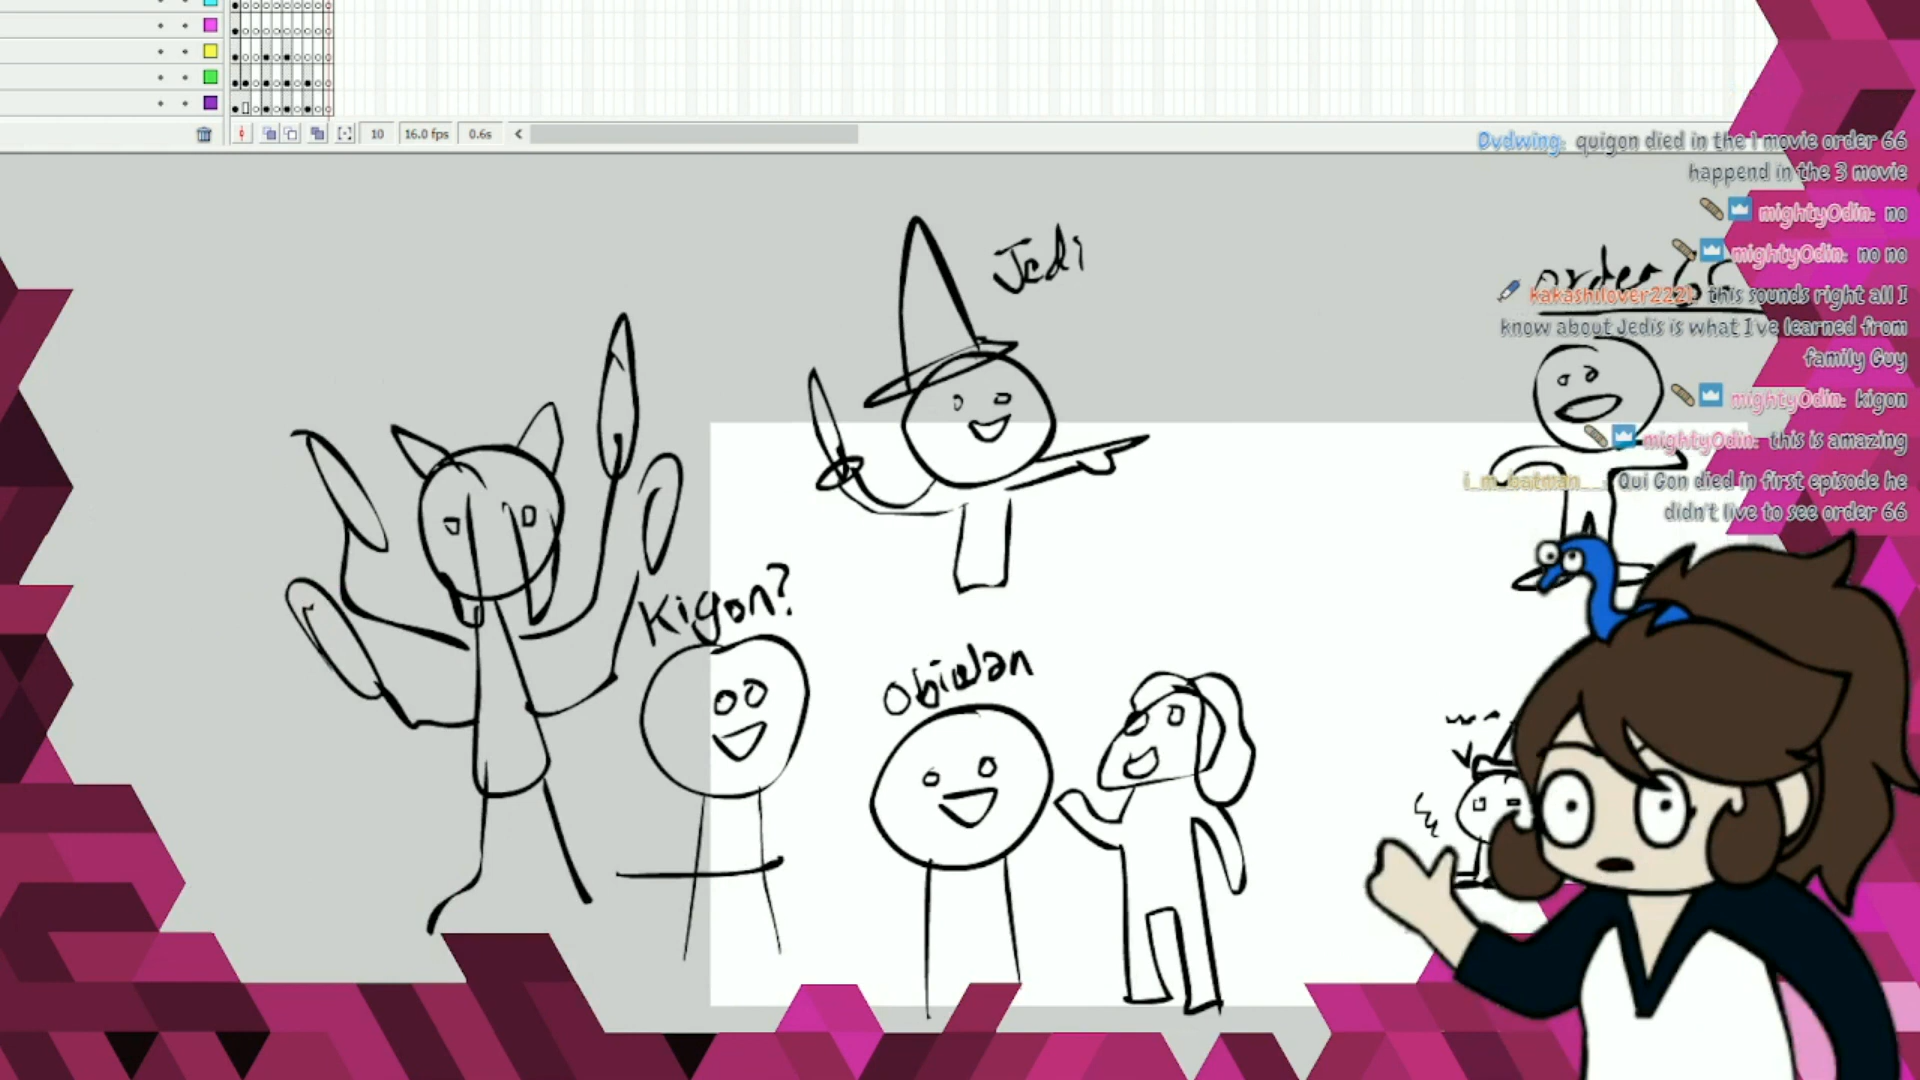 10 16.0 fps 0.6s <
Dvdwing: quigon died in the 1 movie order 66
happend in the 3 movie
mightyOdin: no
mightyOdin: no no
kakashilover2221: this sounds right all I
know about Jedis is what I've learned from
family Guy
mightyOdin: kigon
mightyOdin: this is amazing
i_m_batman__: Qui Gon died in first episode he
didn't live to see order 66
Jedi
order 66
Kigon?
Obiwan